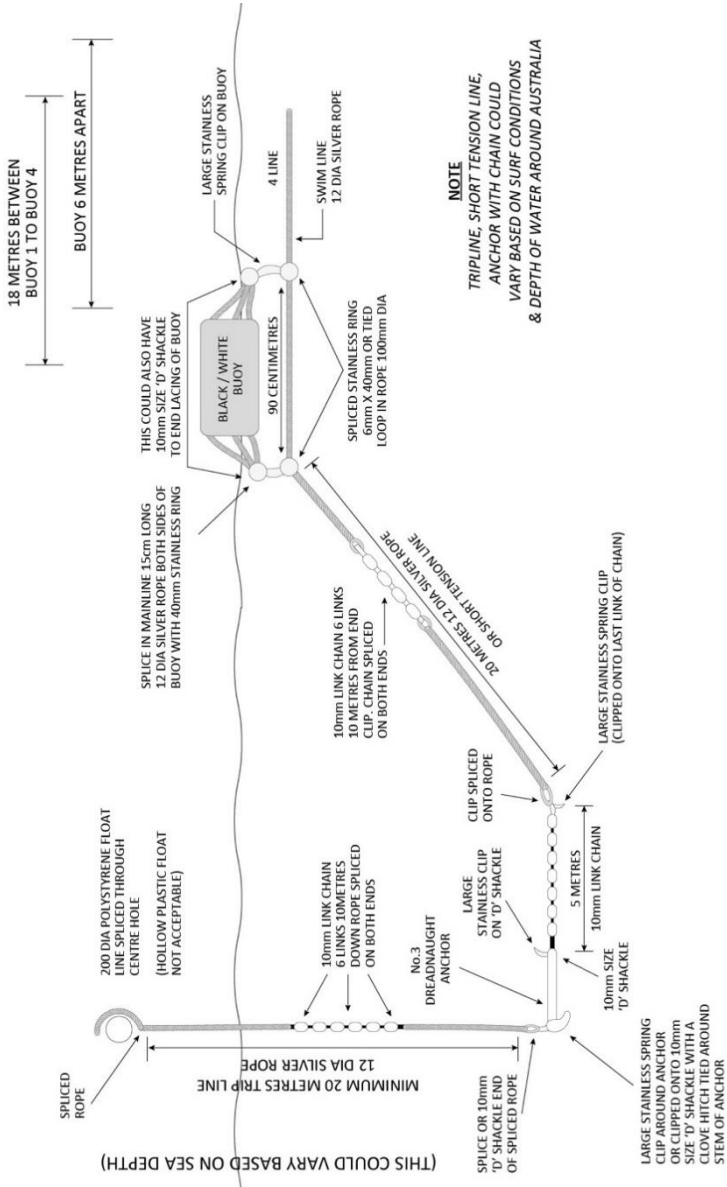 18 METRES BETWEEN
BUOY 1 TO BUOY 4
BUOY 6 METRES APART
THIS COULD ALSO HAVE
10mm SIZE 'D' SHACKLE
TO END LACING OF BUOY
LARGE STAINLESS
SPRING CLIP ON BUOY
SPLICE IN MAINLINE 15cm LONG
12 DIA SILVER ROPE BOTH SIDES OF
BUOY WITH 40mm STAINLESS RING
BLACK / WHITE
BUOY
90 CENTIMETRES
4 LINE
SWIM LINE
12 DIA SILVER ROPE
SPLICED STAINLESS RING
6mm X 40mm OR TIED
LOOP IN ROPE 100mm DIA
NOTE
TRIPLINE, SHORT TENSION LINE,
ANCHOR WITH CHAIN COULD
VARY BASED ON SURF CONDITIONS
& DEPTH OF WATER AROUND AUSTRALIA
200 DIA POLYSTYRENE FLOAT
LINE SPLICED THROUGH
CENTRE HOLE
(HOLLOW PLASTIC FLOAT
NOT ACCEPTABLE)
SPLICED
ROPE
(THIS COULD VARY BASED ON SEA DEPTH)
MINIMUM 20 METRES TRIP LINE
12 DIA SILVER ROPE
10mm LINK CHAIN
6 LINKS 10METRES
DOWN ROPE SPLICED
ON BOTH ENDS
10mm LINK CHAIN 6 LINKS
10 METRES FROM END
CLIP. CHAIN SPLICED
ON BOTH ENDS
20 METRES 12 DIA SILVER ROPE
OR SHORT TENSION LINE
CLIP SPLICED
ONTO ROPE
LARGE
STAINLESS CLIP
ON 'D' SHACKLE
No.3
DREADNAUGHT
ANCHOR
SPLICE OR 10mm
'D' SHACKLE END
OF SPLICED ROPE
5 METRES
10mm LINK CHAIN
10mm SIZE
'D' SHACKLE
LARGE STAINLESS SPRING CLIP
(CLIPPED ONTO LAST LINK OF CHAIN)
LARGE STAINLESS SPRING
CLIP AROUND ANCHOR
OR CLIPPED ONTO 10mm
SIZE 'D' SHACKLE WITH A
CLOVE HITCH TIED AROUND
STEM OF ANCHOR